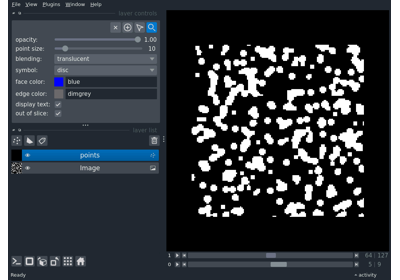 File View Plugins Window Help
layer controls
opacity: 1.00
point size: 10
blending: translucent
symbol: disc
face color: blue
edge color: dimgrey
display text:
out of slice:
layer list
points
Image
1 64 127
0 5 9
Ready activity